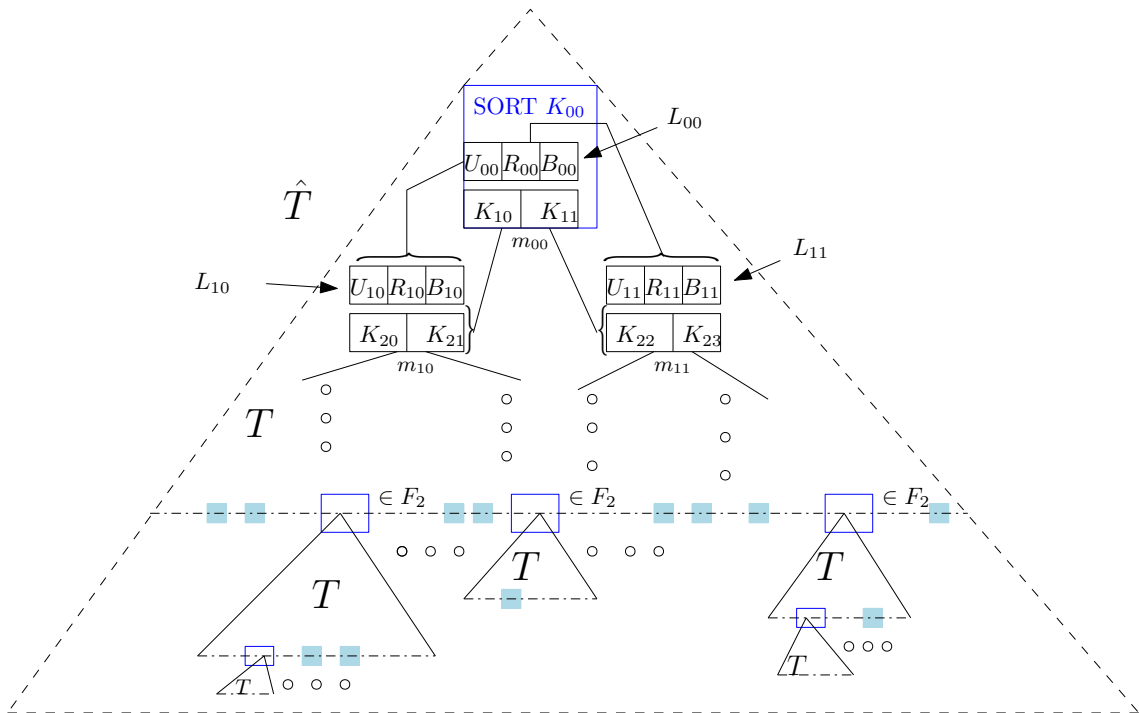 SORT K₀₀
L₀₀
U₀₀ R₀₀ B₀₀
T̂
K₁₀ K₁₁
m₀₀
L₁₁
L₁₀
U₁₀ R₁₀ B₁₀ U₁₁ R₁₁ B₁₁
K₂₀ K₂₁ K₂₂ K₂₃
m₁₀ m₁₁
T
∈ F₂ ∈ F₂ ∈ F₂
T T T
T T